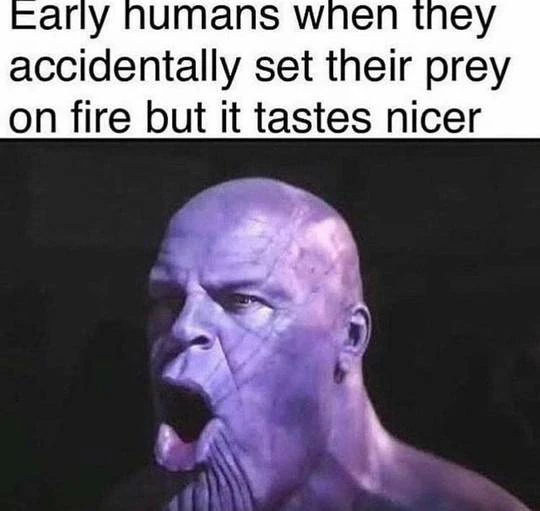 Early humans when they
accidentally set their prey
on fire but it tastes nicer